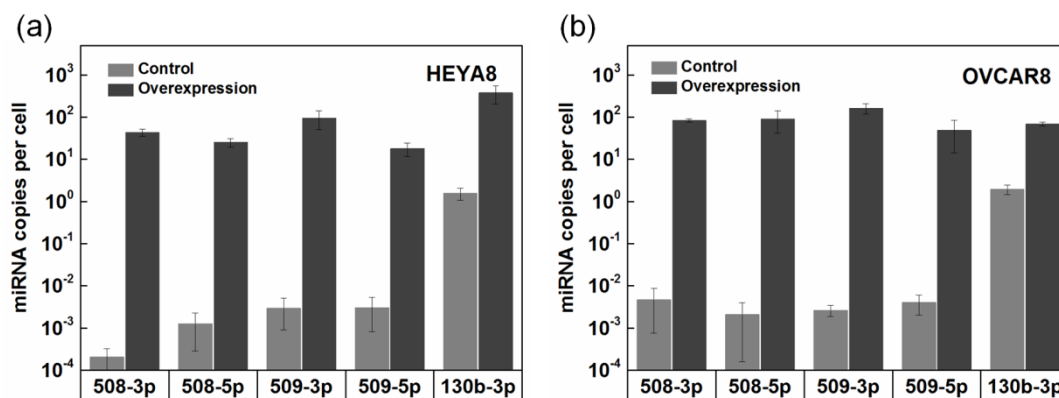 (a)
miRNA copies per cell
10³
10²
10¹
10⁰
10⁻¹
10⁻²
10⁻³
10⁻⁴
Control
Overexpression
HEYA8
508-3p 508-5p 509-3p 509-5p 130b-3p
(b)
miRNA copies per cell
10³
10²
10¹
10⁰
10⁻¹
10⁻²
10⁻³
10⁻⁴
Control
Overexpression
OVCAR8
508-3p 508-5p 509-3p 509-5p 130b-3p